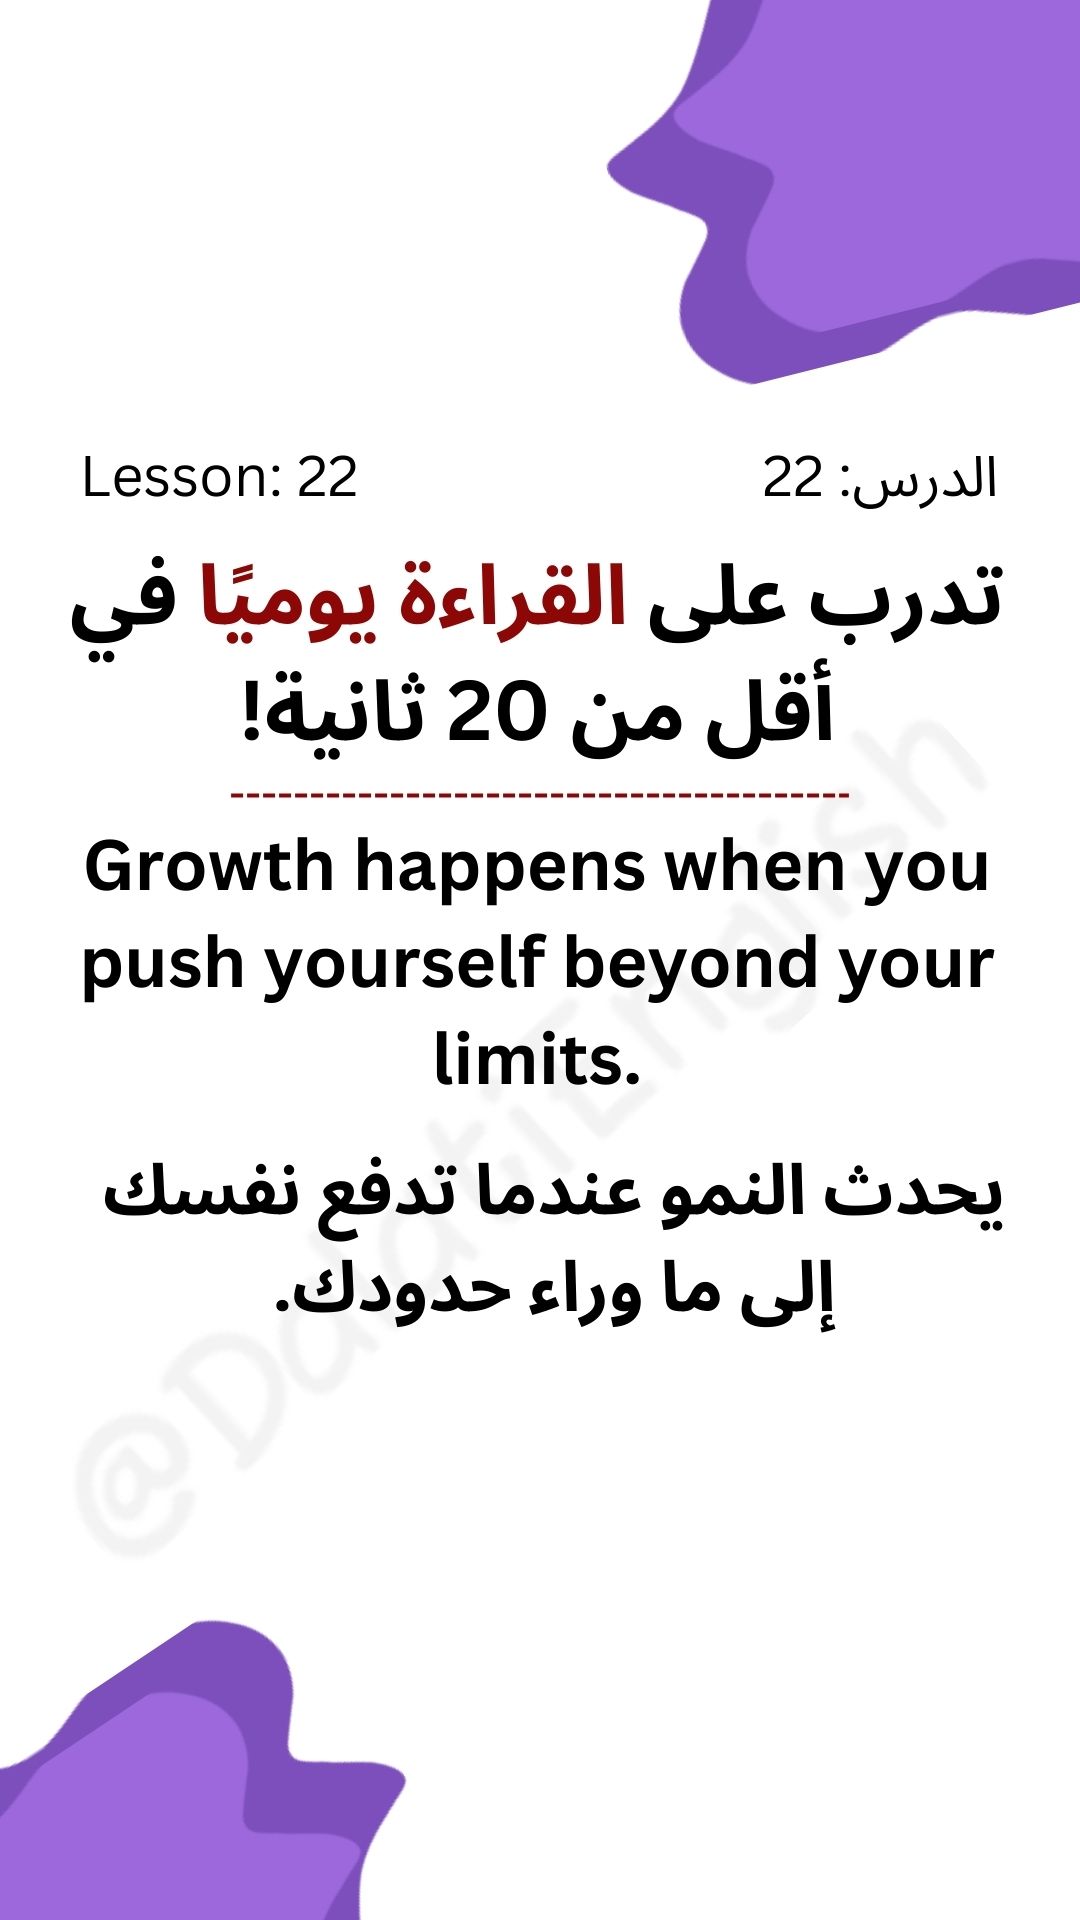 Lesson: 22
الدرس: 22
تدرب على القراءة يوميًا في
أقل من 20 ثانية!
---------------------------------------
Growth happens when you
push yourself beyond your
limits.
يحدث النمو عندما تدفع نفسك
إلى ما وراء حدودك.
@DdatiEnglish